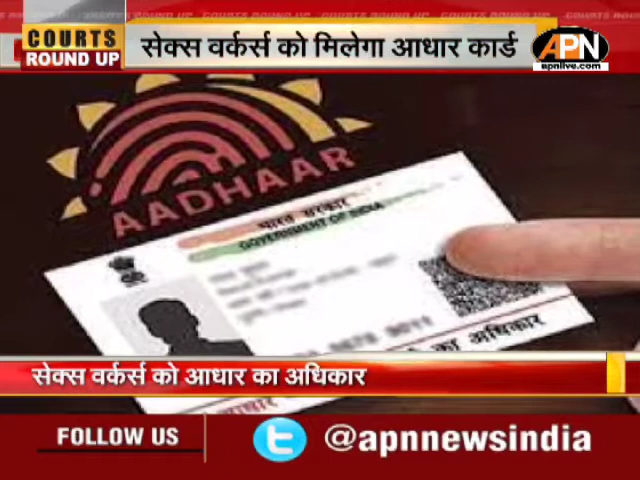 COURTS
ROUND UP
सेक्स वर्कर्स को मिलेगा आधार कार्ड
APN
apnlive.com
AADHAAR
भारत सरकार
GOVERNMENT OF INDIA
का अधिकार
सेक्स वर्कर्स को आधार का अधिकार
FOLLOW US
@apnnewsindia